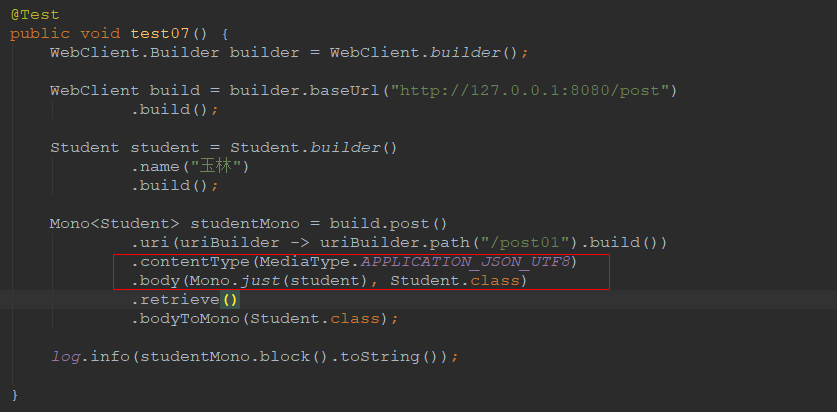 @Test
public void test07() {
WebClient.Builder builder = WebClient.builder();
WebClient build = builder.baseUrl("http://127.0.0.1:8080/post")
.build();
Student student = Student.builder()
.name("玉林")
.build();
Mono<Student> studentMono = build.post()
.uri(uriBuilder -> uriBuilder.path("/post01").build())
.contentType(MediaType.APPLICATION_JSON_UTF8)
.body(Mono.just(student), Student.class)
.retrieve()
.bodyToMono(Student.class);
log.info(studentMono.block().toString());
}